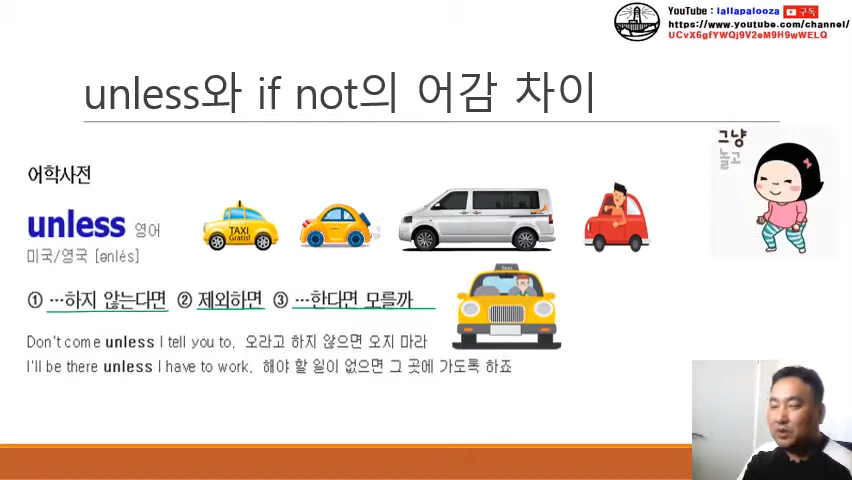 YouTube : lallapalooza 구독
https://www.youtube.com/channel/
UCvX6gfYWQj9V2eM9H9wWELQ
unless와 if not의 어감 차이
그냥
놀고
어학사전
unless 영어
미국/영국 [ənlés]
TAXI
Gratis!
① …하지 않는다면 ② 제외하면 ③ …한다면 모를까
TAXI
Don't come unless I tell you to. 오라고 하지 않으면 오지 마라
I'll be there unless I have to work. 해야 할 일이 없으면 그 곳에 가도록 하죠